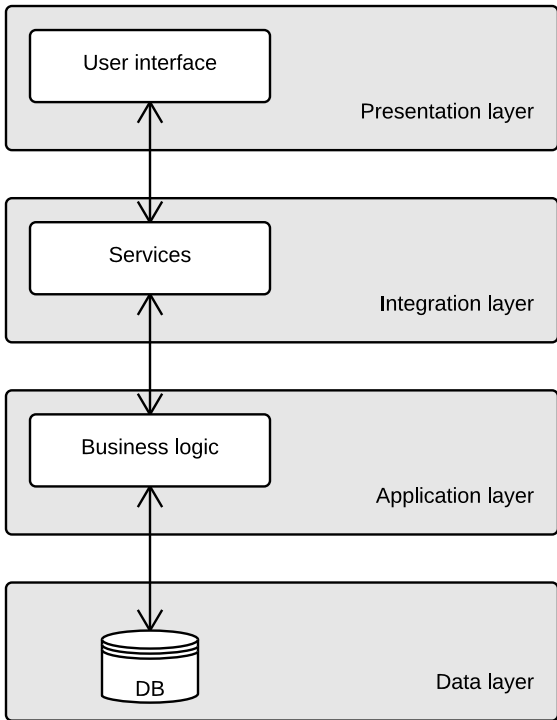 User interface
Presentation layer
Services
Integration layer
Business logic
Application layer
DB
Data layer